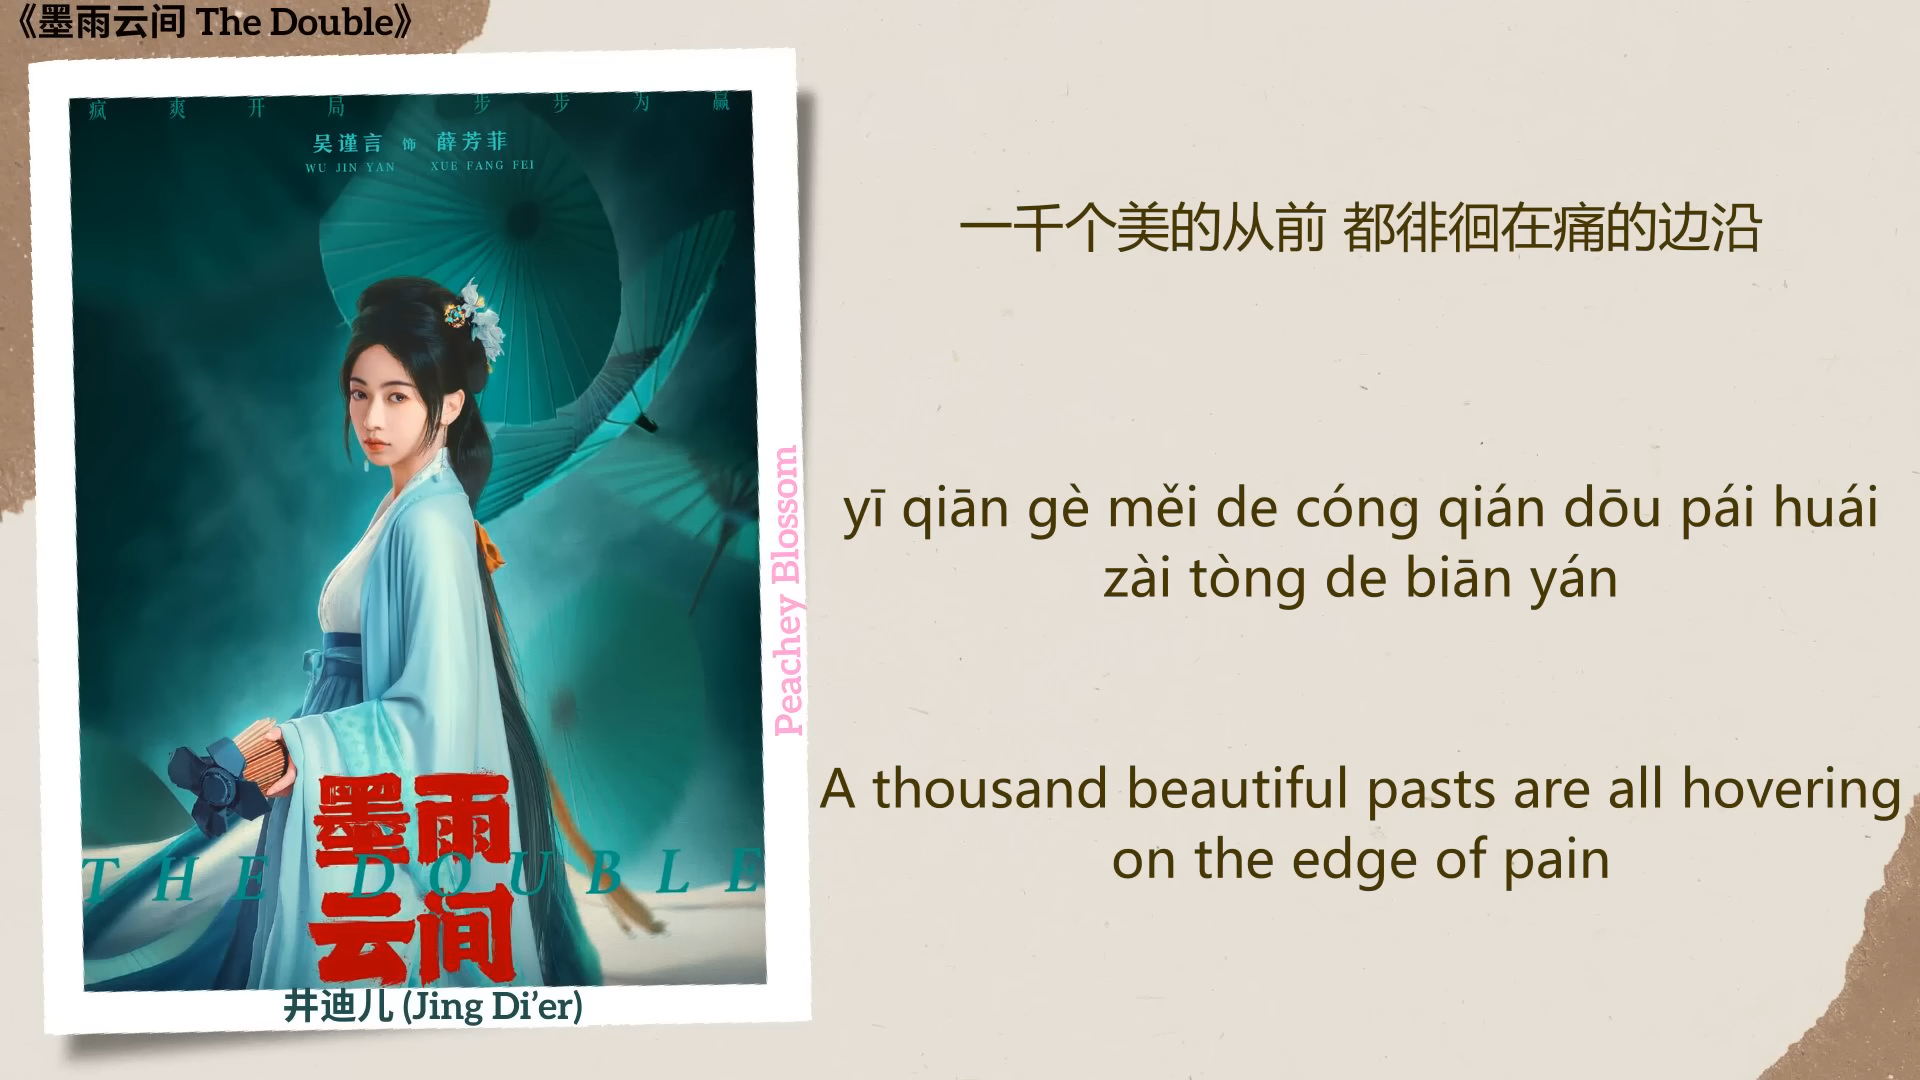 《墨雨云间 The Double》
疯爽开局 步步为赢
吴谨言 饰 薛芳菲
WU JIN YAN XUE FANG FEI
墨雨
THE DOUBLE
云间
井迪儿 (Jing Di’er)
Peachey Blossom
一千个美的从前 都徘徊在痛的边沿
yī qiān gè měi de cóng qián dōu pái huái
zài tòng de biān yán
A thousand beautiful pasts are all hovering
on the edge of pain